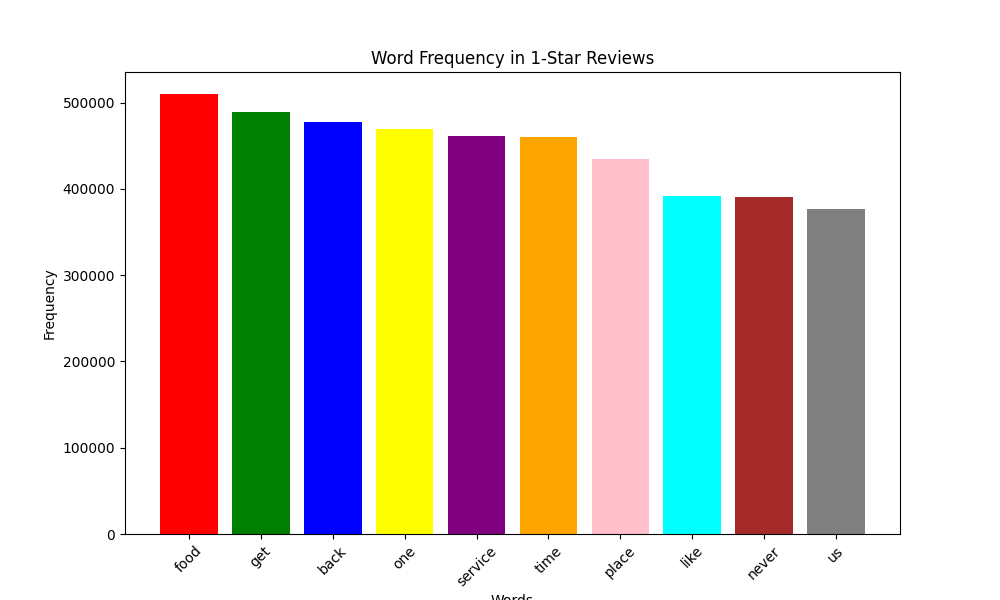 Word Frequency in 1-Star Reviews
Frequency
500000
400000
300000
200000
100000
0
food
get
back
one
service
time
place
like
never
us
Words